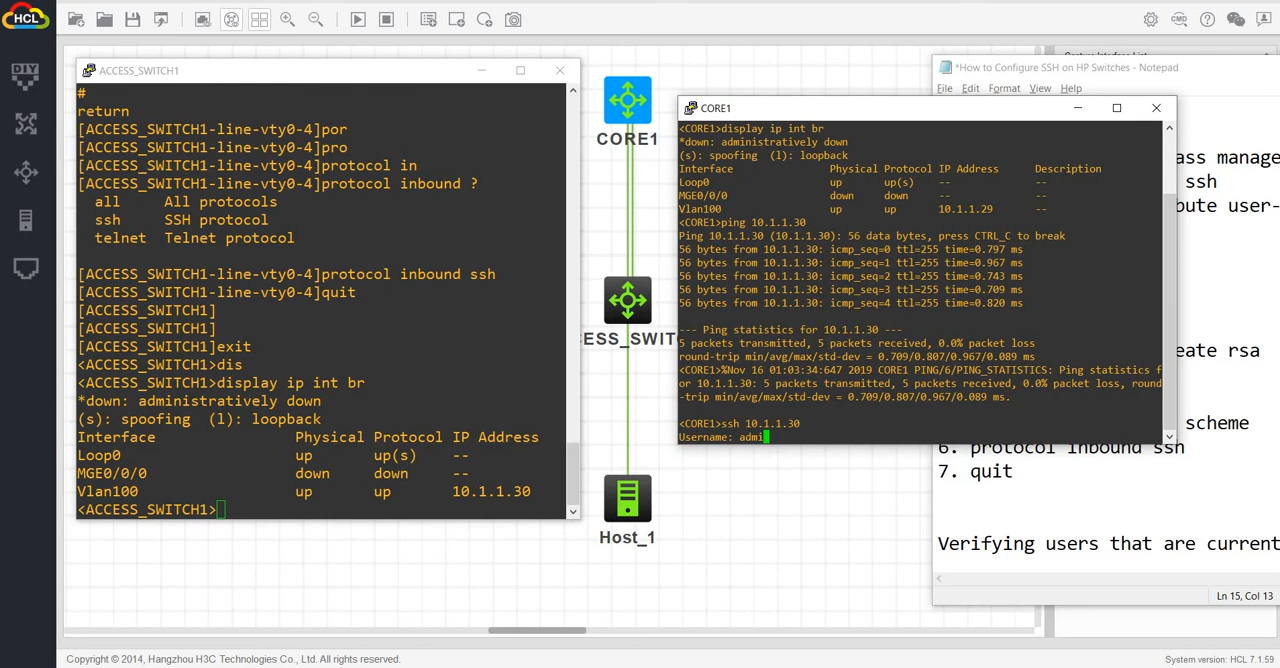 HCL
DIY
CMD
ACCESS_SWITCH1
#
return
[ACCESS_SWITCH1-line-vty0-4]por
[ACCESS_SWITCH1-line-vty0-4]pro
[ACCESS_SWITCH1-line-vty0-4]protocol in
[ACCESS_SWITCH1-line-vty0-4]protocol inbound ?
all All protocols
ssh SSH protocol
telnet Telnet protocol
[ACCESS_SWITCH1-line-vty0-4]protocol inbound ssh
[ACCESS_SWITCH1-line-vty0-4]quit
[ACCESS_SWITCH1]
[ACCESS_SWITCH1]
[ACCESS_SWITCH1]exit
<ACCESS_SWITCH1>dis
<ACCESS_SWITCH1>display ip int br
*down: administratively down
(s): spoofing (l): loopback
Interface Physical Protocol IP Address
Loop0 up up(s) --
MGE0/0/0 down down --
Vlan100 up up 10.1.1.30
<ACCESS_SWITCH1>
CORE1
ESS_SWIT
Host_1
CORE1
<CORE1>display ip int br
*down: administratively down
(s): spoofing (l): loopback
Interface Physical Protocol IP Address Description
Loop0 up up(s) -- --
MGE0/0/0 down down -- --
Vlan100 up up 10.1.1.29 --
<CORE1>ping 10.1.1.30
Ping 10.1.1.30 (10.1.1.30): 56 data bytes, press CTRL_C to break
56 bytes from 10.1.1.30: icmp_seq=0 ttl=255 time=0.797 ms
56 bytes from 10.1.1.30: icmp_seq=1 ttl=255 time=0.967 ms
56 bytes from 10.1.1.30: icmp_seq=2 ttl=255 time=0.743 ms
56 bytes from 10.1.1.30: icmp_seq=3 ttl=255 time=0.709 ms
56 bytes from 10.1.1.30: icmp_seq=4 ttl=255 time=0.820 ms
--- Ping statistics for 10.1.1.30 ---
5 packets transmitted, 5 packets received, 0.0% packet loss
round-trip min/avg/max/std-dev = 0.709/0.807/0.967/0.089 ms
<CORE1>%Nov 16 01:03:34:647 2019 CORE1 PING/6/PING_STATISTICS: Ping statistics f
or 10.1.1.30: 5 packets transmitted, 5 packets received, 0.0% packet loss, round
-trip min/avg/max/std-dev = 0.709/0.807/0.967/0.089 ms.
<CORE1>ssh 10.1.1.30
Username: admi
*How to Configure SSH on HP Switches - Notepad
File Edit Format View Help
ass manage
ssh
bute user-
eate rsa
scheme
6. protocol inbound ssh
7. quit
Verifying users that are current
Ln 15, Col 13
Copyright © 2014, Hangzhou H3C Technologies Co., Ltd. All rights reserved.
System version: HCL 7.1.59